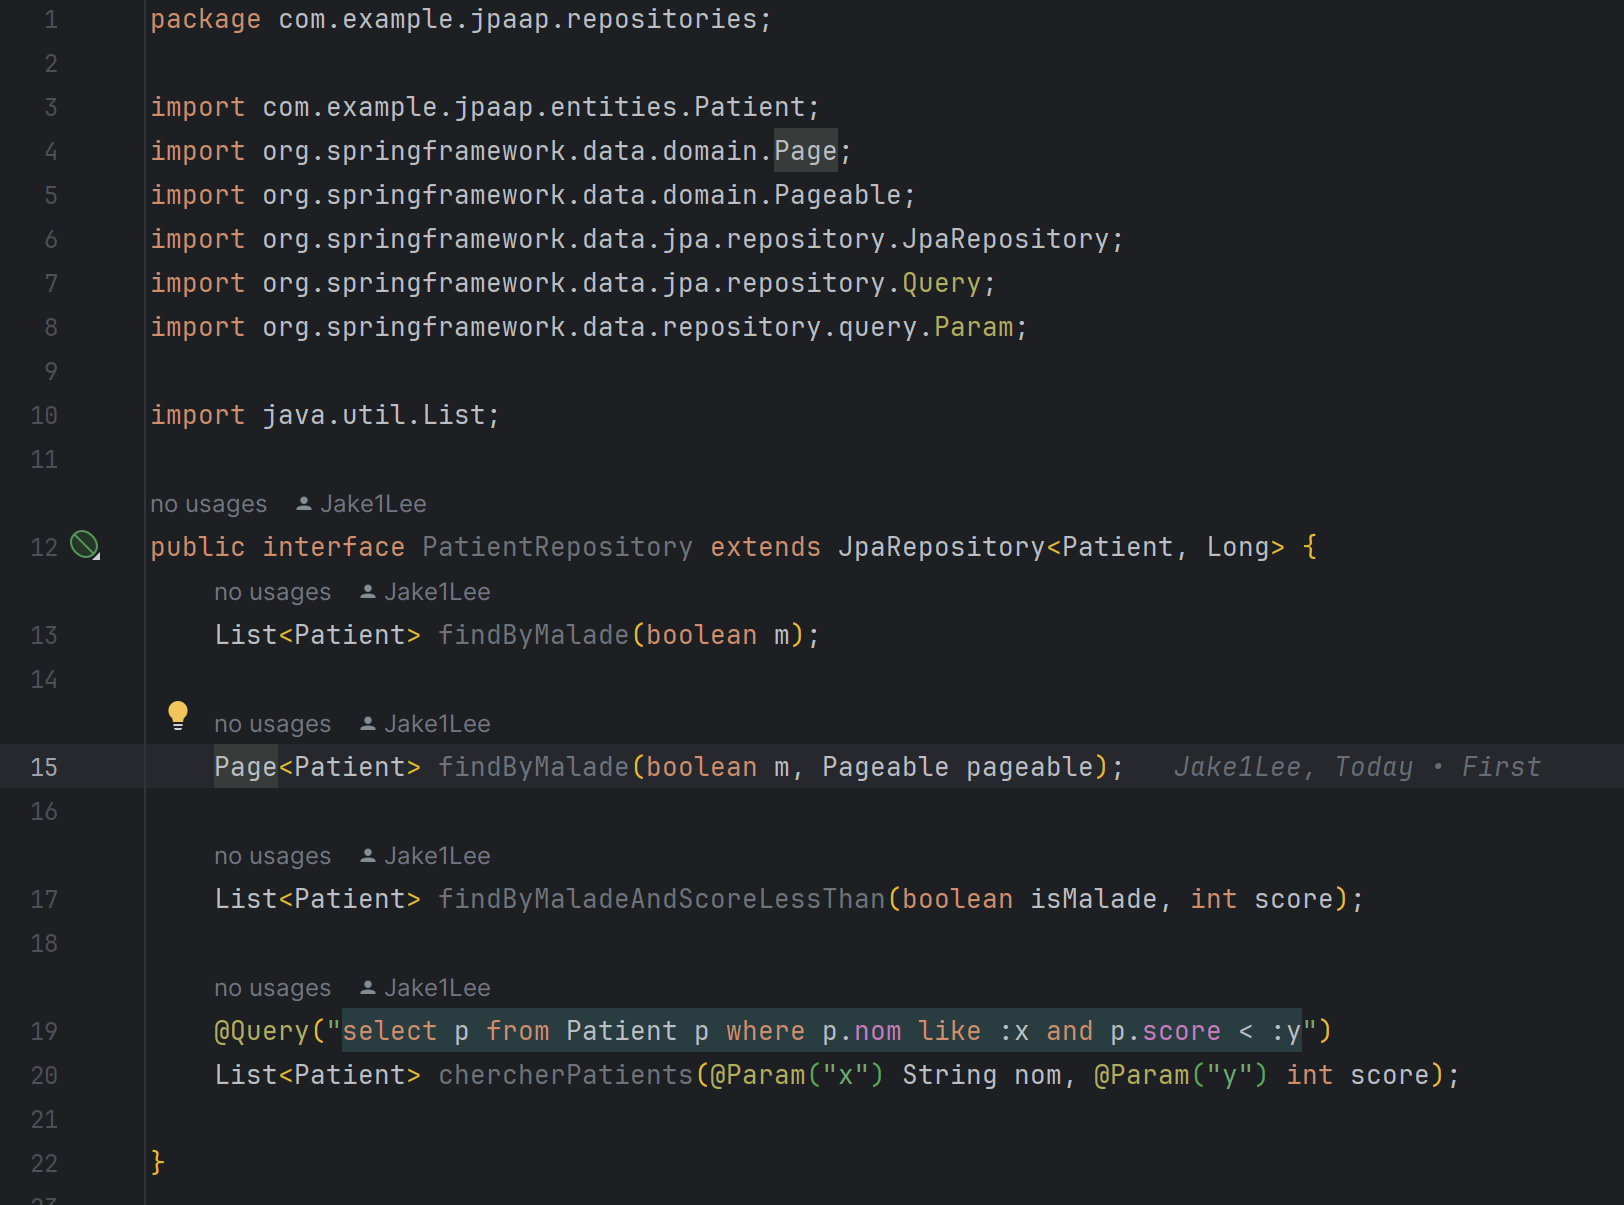 1 package com.example.jpaap.repositories;
2
3 import com.example.jpaap.entities.Patient;
4 import org.springframework.data.domain.Page;
5 import org.springframework.data.domain.Pageable;
6 import org.springframework.data.jpa.repository.JpaRepository;
7 import org.springframework.data.jpa.repository.Query;
8 import org.springframework.data.repository.query.Param;
9
10 import java.util.List;
11
no usages Jake1Lee
12 public interface PatientRepository extends JpaRepository<Patient, Long> {
no usages Jake1Lee
13 List<Patient> findByMalade(boolean m);
14
no usages Jake1Lee
15 Page<Patient> findByMalade(boolean m, Pageable pageable); Jake1Lee, Today • First
16
no usages Jake1Lee
17 List<Patient> findByMaladeAndScoreLessThan(boolean isMalade, int score);
18
no usages Jake1Lee
19 @Query("select p from Patient p where p.nom like :x and p.score < :y")
20 List<Patient> chercherPatients(@Param("x") String nom, @Param("y") int score);
21
22 }
23